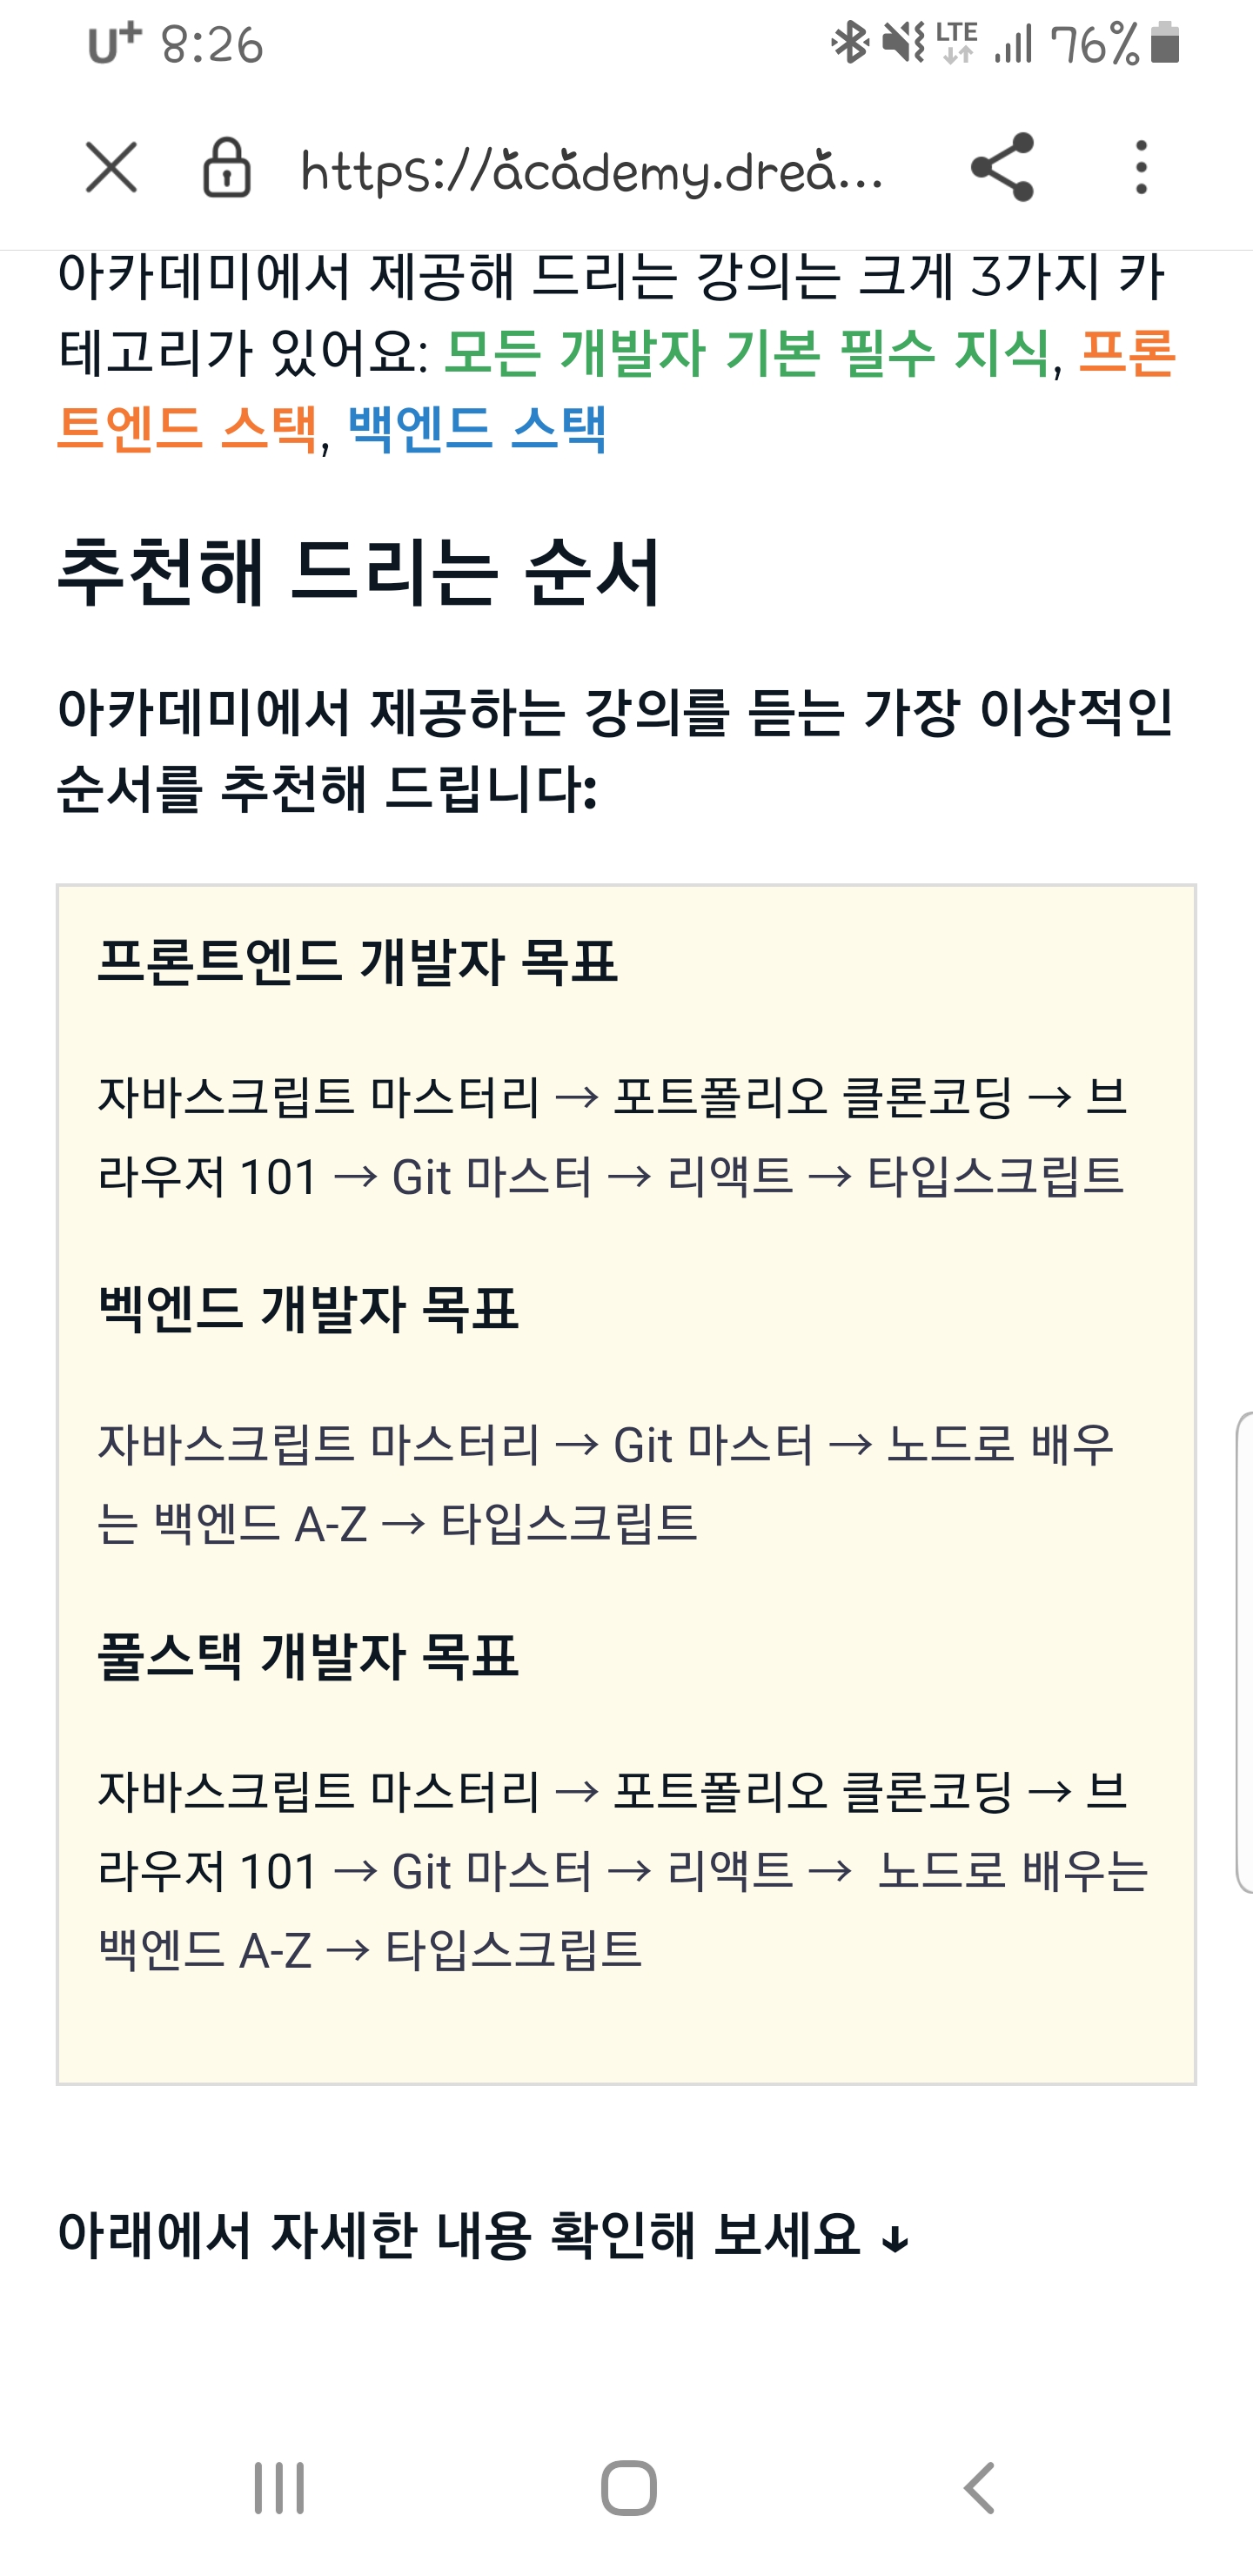 U+ 8:26 LTE 76%
https://academy.drea...
아카데미에서 제공해 드리는 강의는 크게 3가지 카
테고리가 있어요: 모든 개발자 기본 필수 지식, 프론
트엔드 스택, 백엔드 스택
추천해 드리는 순서
아카데미에서 제공하는 강의를 듣는 가장 이상적인
순서를 추천해 드립니다:
프론트엔드 개발자 목표
자바스크립트 마스터리 → 포트폴리오 클론코딩 → 브
라우저 101 → Git 마스터 → 리액트 → 타입스크립트
벡엔드 개발자 목표
자바스크립트 마스터리 → Git 마스터 → 노드로 배우
는 백엔드 A-Z → 타입스크립트
풀스택 개발자 목표
자바스크립트 마스터리 → 포트폴리오 클론코딩 → 브
라우저 101 → Git 마스터 → 리액트 → 노드로 배우는
백엔드 A-Z → 타입스크립트
아래에서 자세한 내용 확인해 보세요 ↓